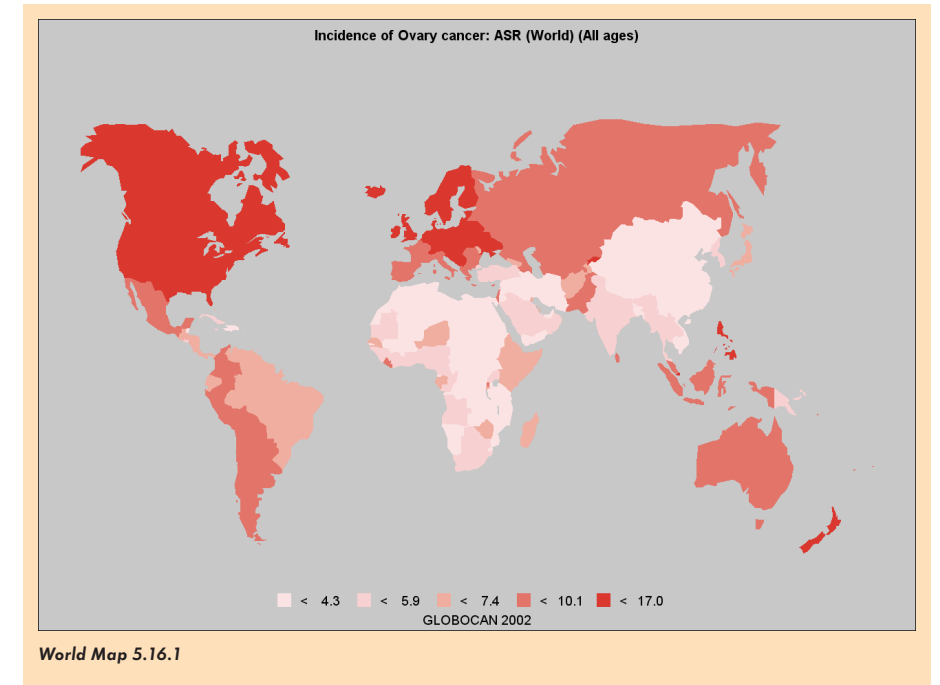 Incidence of Ovary cancer: ASR (World) (All ages)
< 4.3 < 5.9 < 7.4 < 10.1 < 17.0
GLOBOCAN 2002
World Map 5.16.1